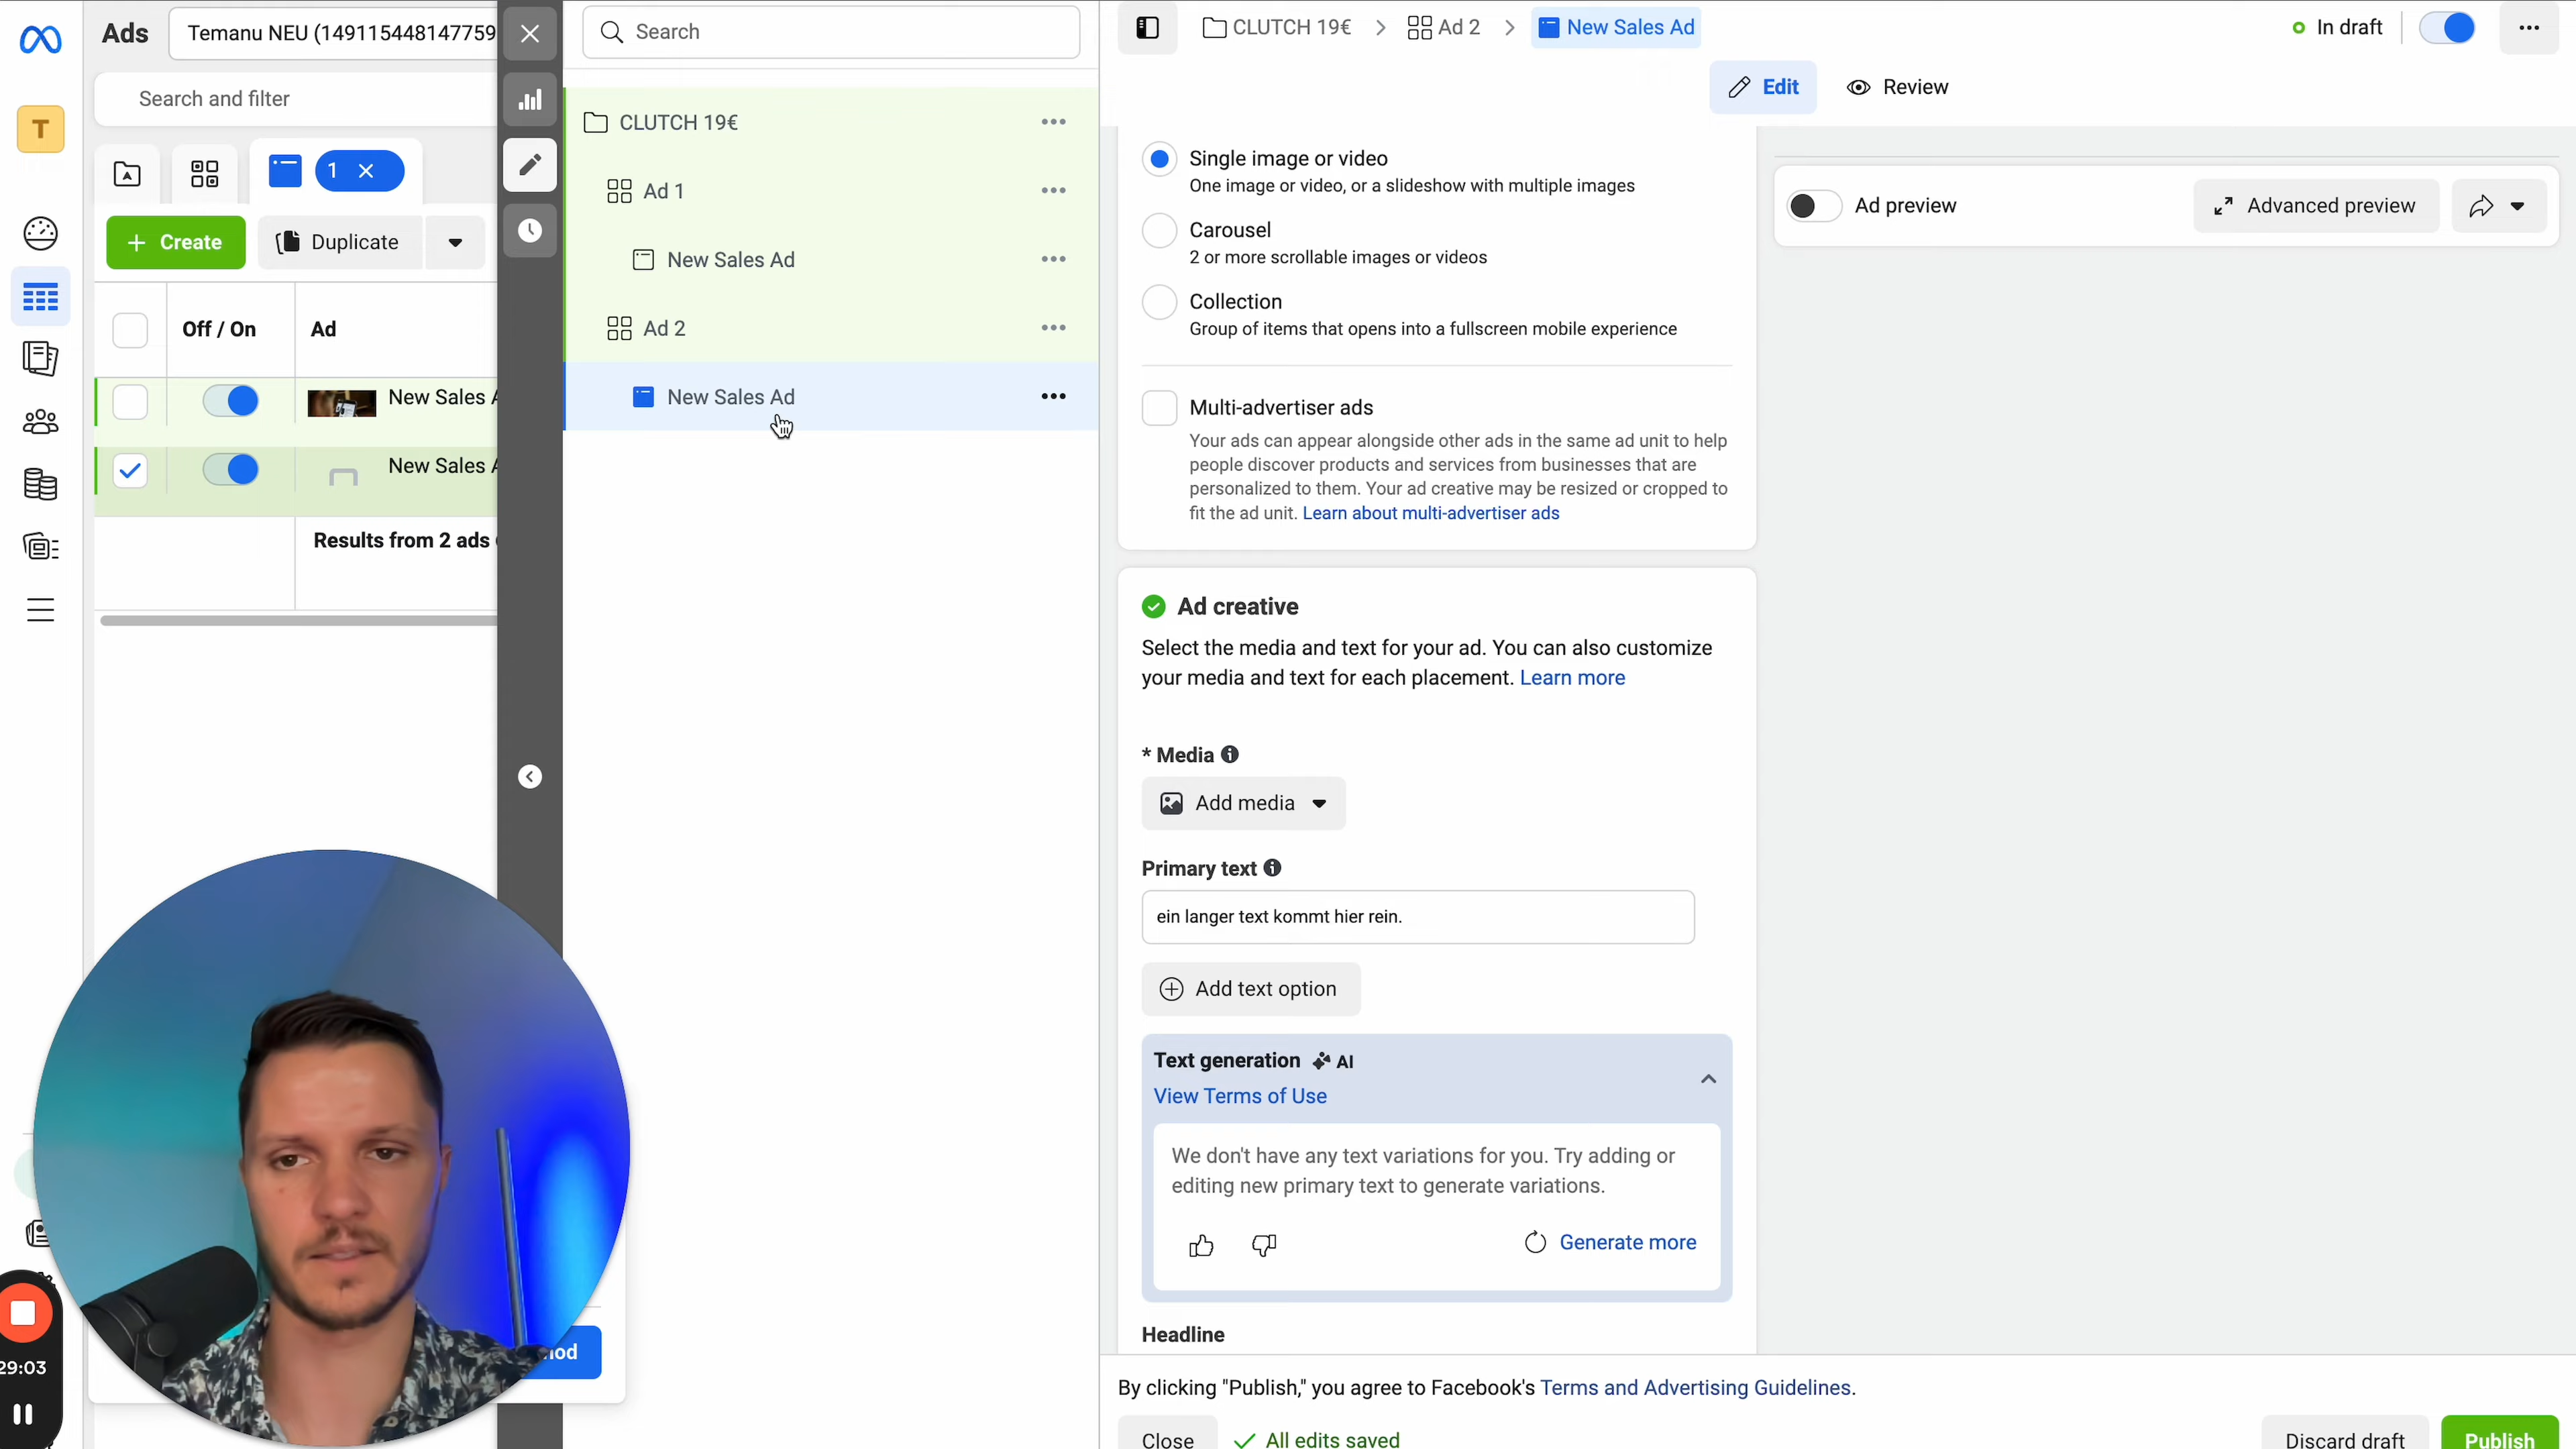 Ads
Temanu NEU (149115448147759
Search and filter
T
1
Create
Duplicate
Off / On
Ad
New Sales A
New Sales A
Results from 2 ads
29:03
Search
CLUTCH 19€
Ad 1
New Sales Ad
Ad 2
New Sales Ad
CLUTCH 19€ > Ad 2 > New Sales Ad
In draft
Edit
Review
Single image or video
One image or video, or a slideshow with multiple images
Carousel
2 or more scrollable images or videos
Collection
Group of items that opens into a fullscreen mobile experience
Multi-advertiser ads
Your ads can appear alongside other ads in the same ad unit to help
people discover products and services from businesses that are
personalized to them. Your ad creative may be resized or cropped to
fit the ad unit. Learn about multi-advertiser ads
Ad preview
Advanced preview
Ad creative
Select the media and text for your ad. You can also customize
your media and text for each placement. Learn more
* Media
Add media
Primary text
ein langer text kommt hier rein.
Add text option
Text generation AI
View Terms of Use
We don't have any text variations for you. Try adding or
editing new primary text to generate variations.
Generate more
Headline
By clicking "Publish," you agree to Facebook's Terms and Advertising Guidelines.
Close
All edits saved
Discard draft
Publish